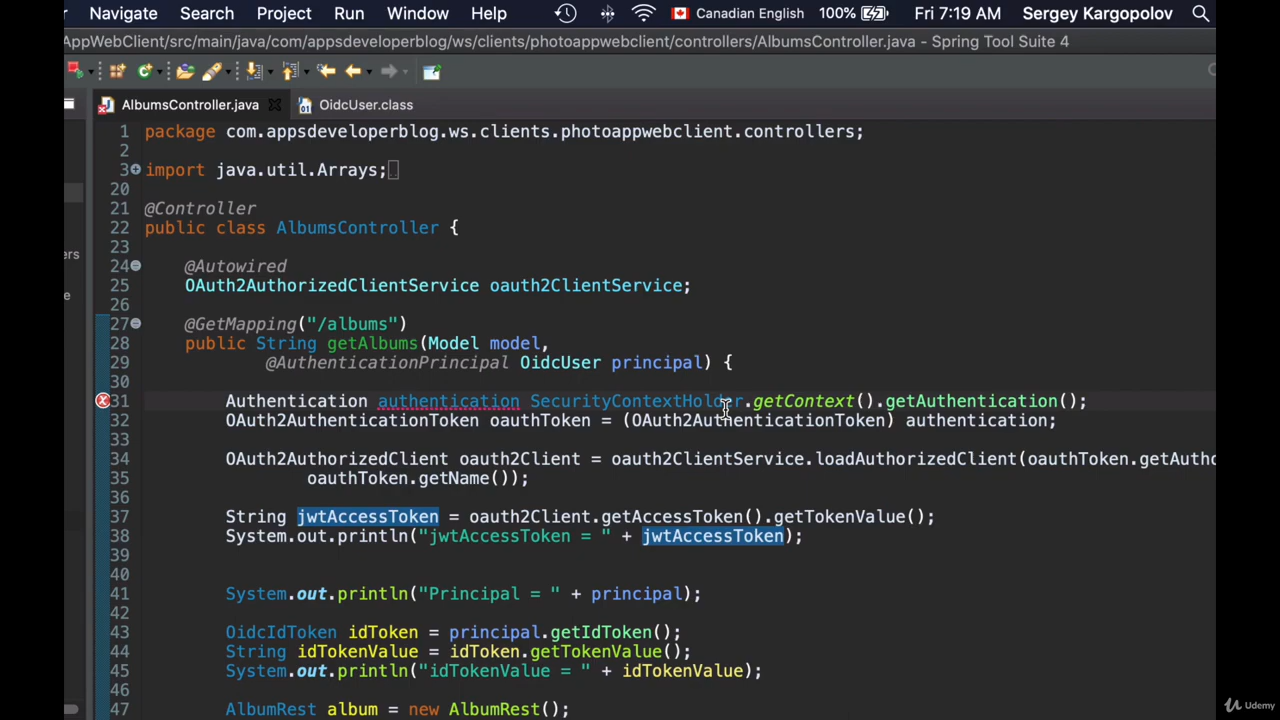 Navigate Search Project Run Window Help 100% Canadian English Fri 7:19 AM Sergey Kargopolov
AppWebClient/src/main/java/com/appsdeveloperblog/ws/clients/photoappwebclient/controllers/AlbumsController.java - Spring Tool Suite 4
AlbumsController.java OidcUser.class
1 package com.appsdeveloperblog.ws.clients.photoappwebclient.controllers;
2
3 import java.util.Arrays;
20
21 @Controller
22 public class AlbumsController {
23
24 @Autowired
25 OAuth2AuthorizedClientService oauth2ClientService;
26
27 @GetMapping("/albums")
28 public String getAlbums(Model model,
29 @AuthenticationPrincipal OidcUser principal) {
30
31 Authentication authentication SecurityContextHolder.getContext().getAuthentication();
32 OAuth2AuthenticationToken oauthToken = (OAuth2AuthenticationToken) authentication;
33
34 OAuth2AuthorizedClient oauth2Client = oauth2ClientService.loadAuthorizedClient(oauthToken.getAutho
35 oauthToken.getName());
36
37 String jwtAccessToken = oauth2Client.getAccessToken().getTokenValue();
38 System.out.println("jwtAccessToken = " + jwtAccessToken);
39
40
41 System.out.println("Principal = " + principal);
42
43 OidcIdToken idToken = principal.getIdToken();
44 String idTokenValue = idToken.getTokenValue();
45 System.out.println("idTokenValue = " + idTokenValue);
46
47 AlbumRest album = new AlbumRest();
ers
e
Udemy